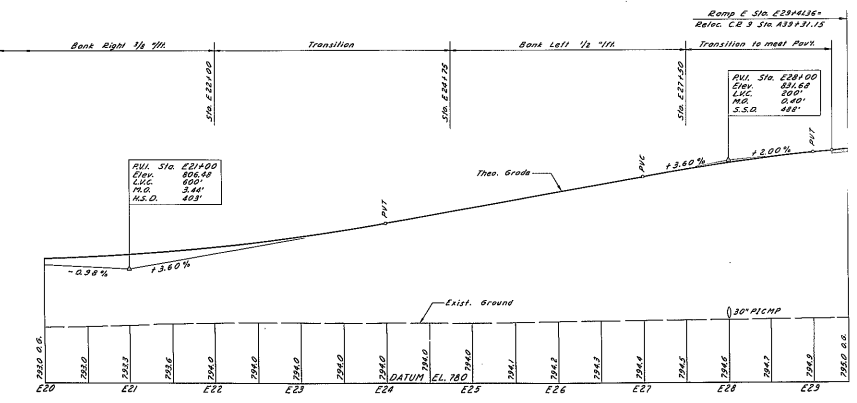 Ramp E Sta. E29+41.36=
Reloc. C.R. 9 Sta. A39+31.15
Bank Right 3/8 "/ft.
Transition
Bank Left 1/2 "/ft.
Transition to meet Pav't.
Sta. E22+00
Sta. E24+75
Sta. E27+50
P.V.I. Sta. E28+00
Elev. 831.68
L.V.C. 200'
M.O. 0.40'
S.S.D. 488'
P.V.I. Sta. E21+00
Elev. 806.48
L.V.C. 600'
M.O. 3.44'
H.S.D. 403'
PVT
PVC
PVT
+3.60%
+2.00%
Theo. Grade
-0.98%
+3.60%
Exist. Ground
30" P.I.C.M.P.
793.0 O.G.
793.0
793.3
793.6
794.0
794.0
794.0
794.0
794.0
794.0
794.0
794.1
794.2
794.3
794.4
794.5
794.6
794.7
794.9
795.0 O.G.
DATUM EL. 780
E20
E21
E22
E23
E24
E25
E26
E27
E28
E29